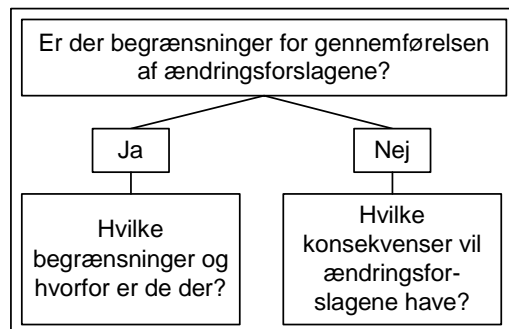 Er der begrænsninger for gennemførelsen
af ændringsforslagene?
Ja
Nej
Hvilke
begrænsninger og
hvorfor er de der?
Hvilke
konsekvenser vil
ændringsfor-
slagene have?